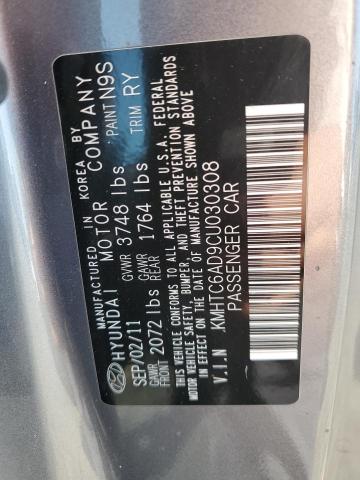 MANUFACTURED IN KOREA BY
HYUNDAI MOTOR COMPANY
SEP/02/11 GVWR 3748 lbs PAINT N9S
GAWR FRONT 2072 lbs GAWR REAR 1764 lbs TRIM RY
THIS VEHICLE CONFORMS TO ALL APPLICABLE U.S.A. FEDERAL
MOTOR VEHICLE SAFETY, BUMPER, AND THEFT PREVENTION STANDARDS
IN EFFECT ON THE DATE OF MANUFACTURE SHOWN ABOVE
V.I.N KMHTC6AD9CU030308
PASSENGER CAR